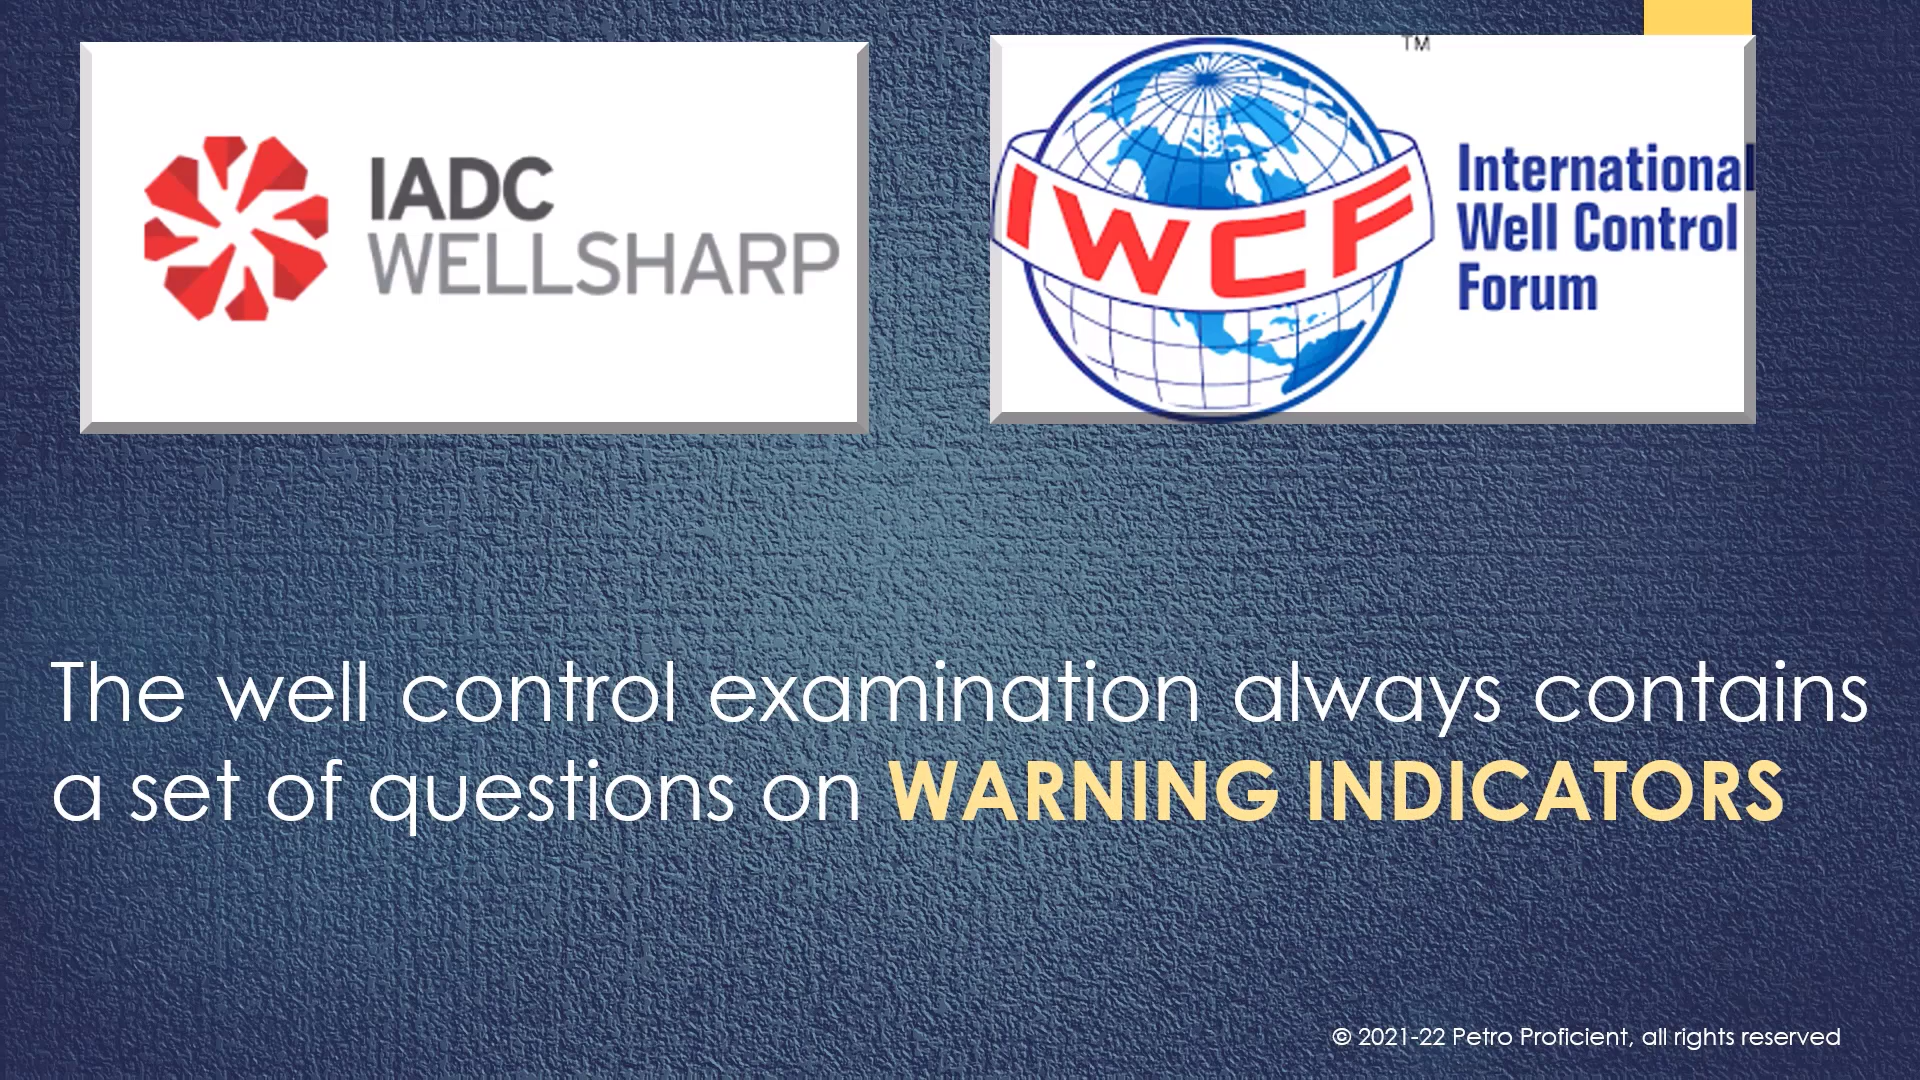 IADC
WELLSHARP
TM
IWCF
International
Well Control
Forum
The well control examination always contains
a set of questions on WARNING INDICATORS
© 2021-22 Petro Proficient, all rights reserved